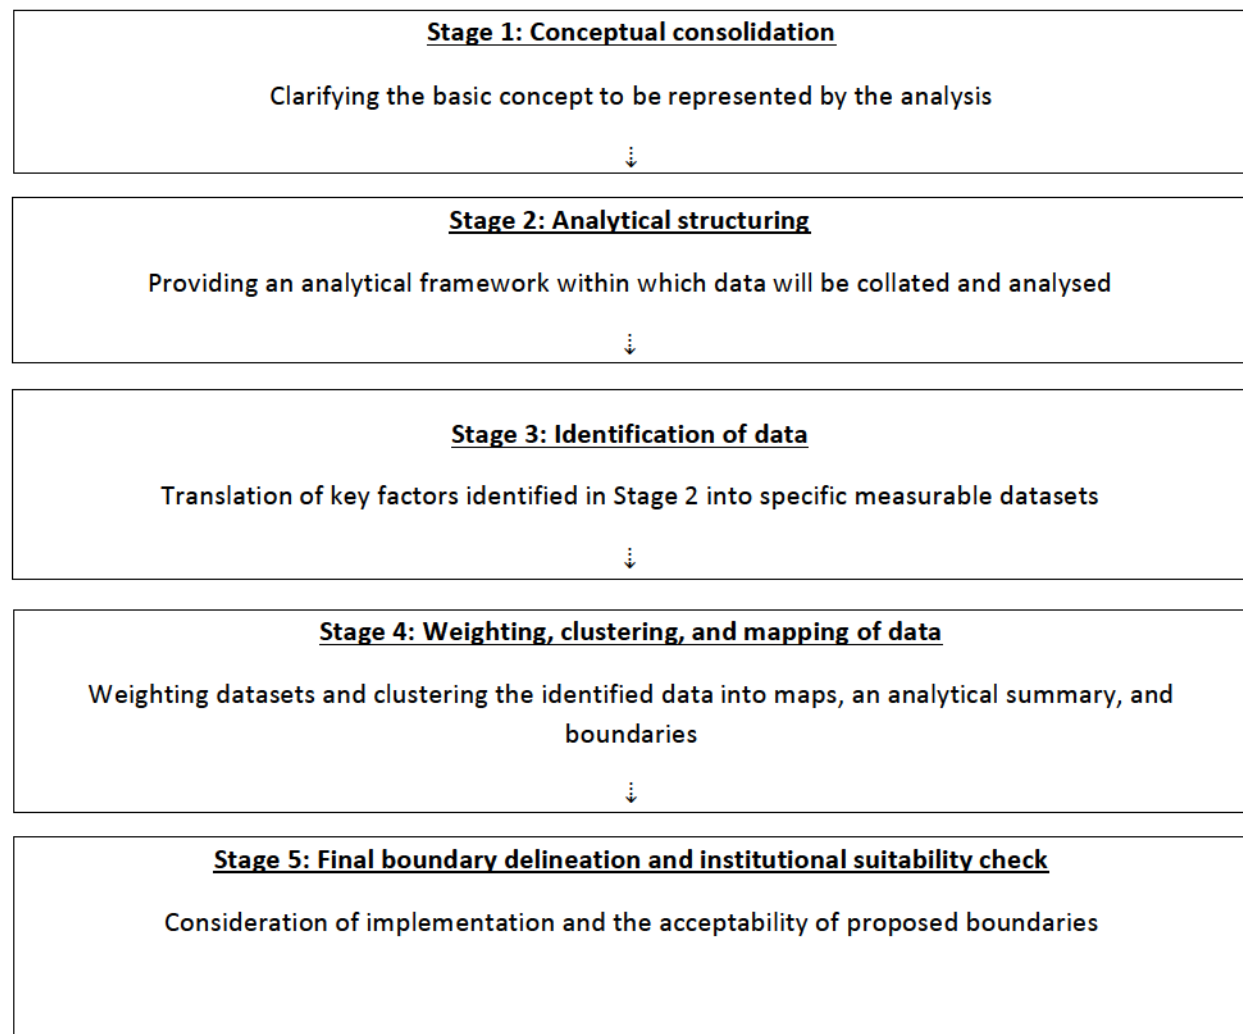 Stage 1: Conceptual consolidation
Clarifying the basic concept to be represented by the analysis
⇣
Stage 2: Analytical structuring
Providing an analytical framework within which data will be collated and analysed
⇣
Stage 3: Identification of data
Translation of key factors identified in Stage 2 into specific measurable datasets
⇣
Stage 4: Weighting, clustering, and mapping of data
Weighting datasets and clustering the identified data into maps, an analytical summary, and
boundaries
⇣
Stage 5: Final boundary delineation and institutional suitability check
Consideration of implementation and the acceptability of proposed boundaries